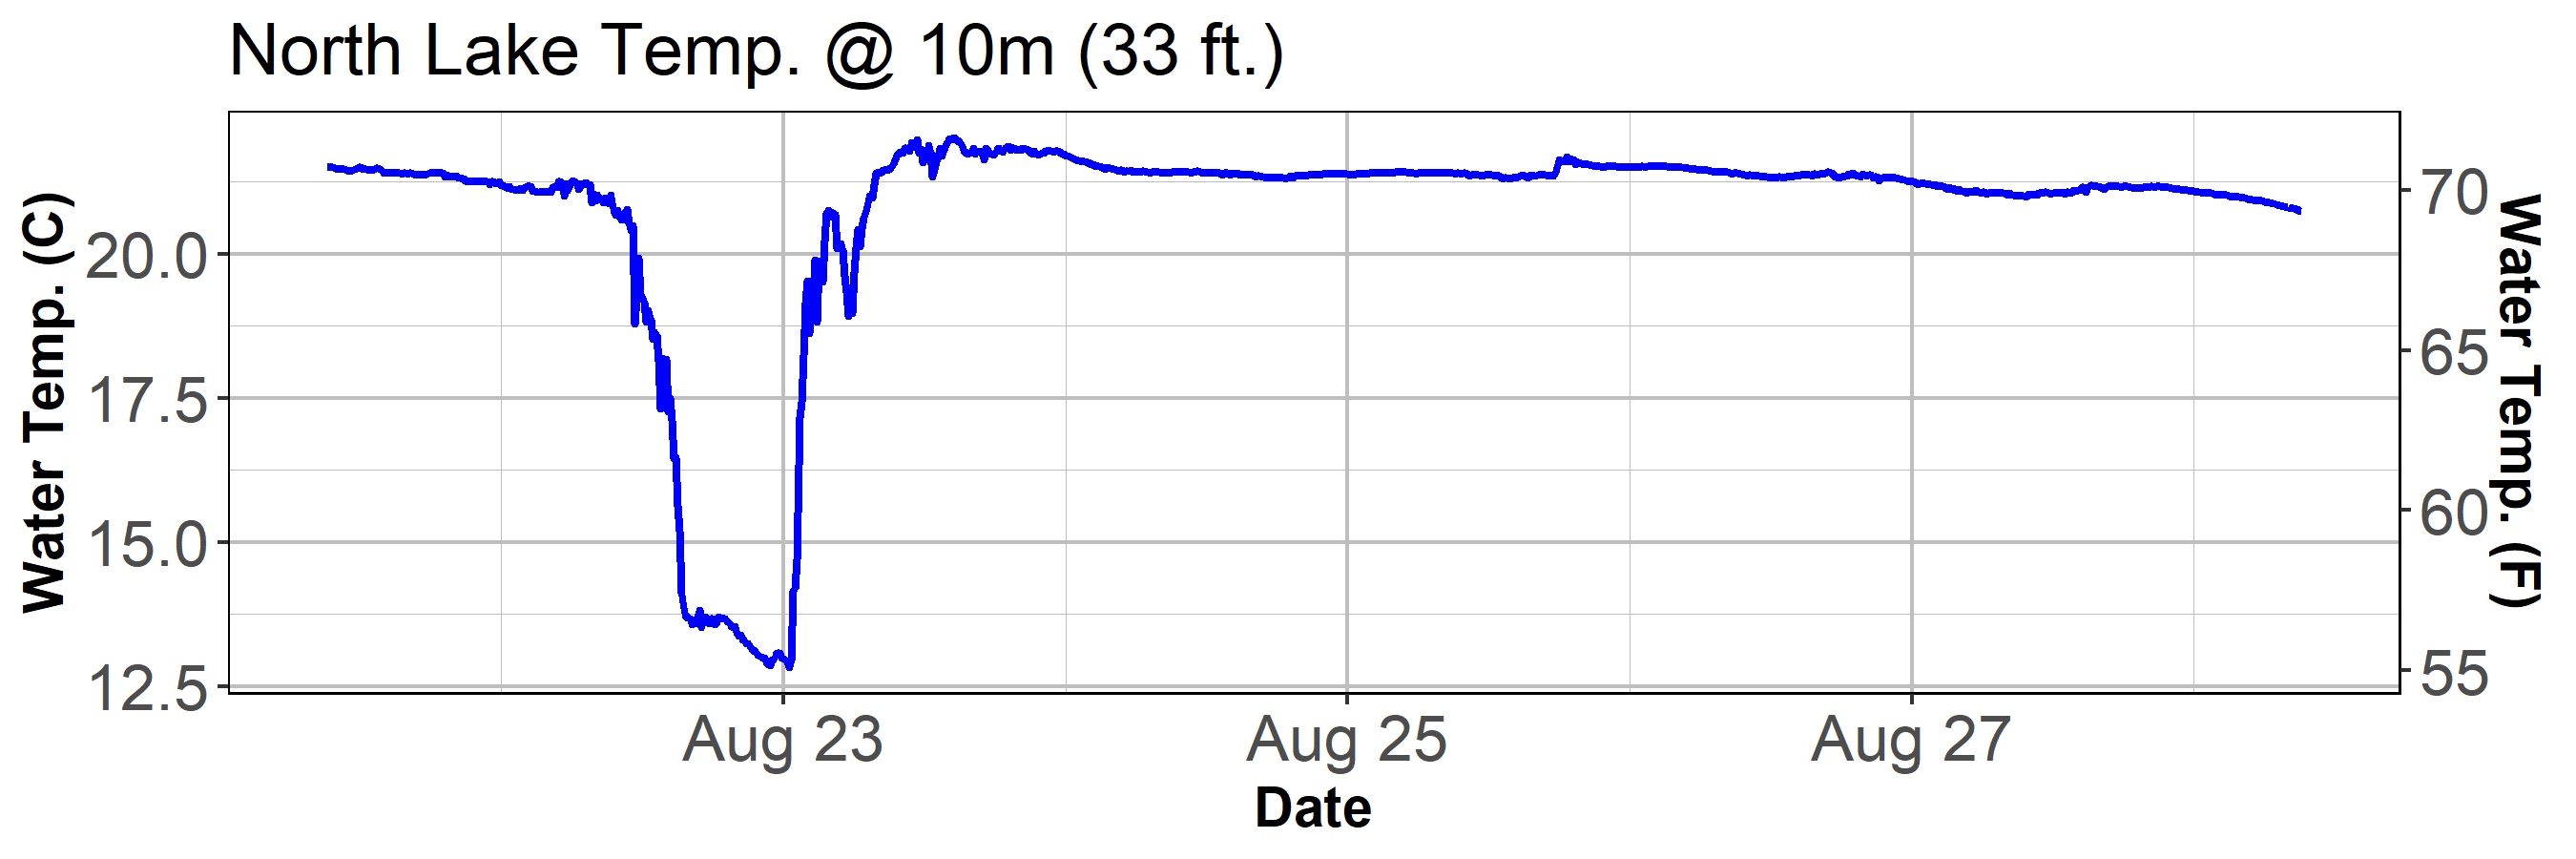 North Lake Temp. @ 10m (33 ft.)
Water Temp. (C)
20.0
17.5
15.0
12.5
70
65
60
55
Water Temp. (F)
Aug 23
Aug 25
Aug 27
Date